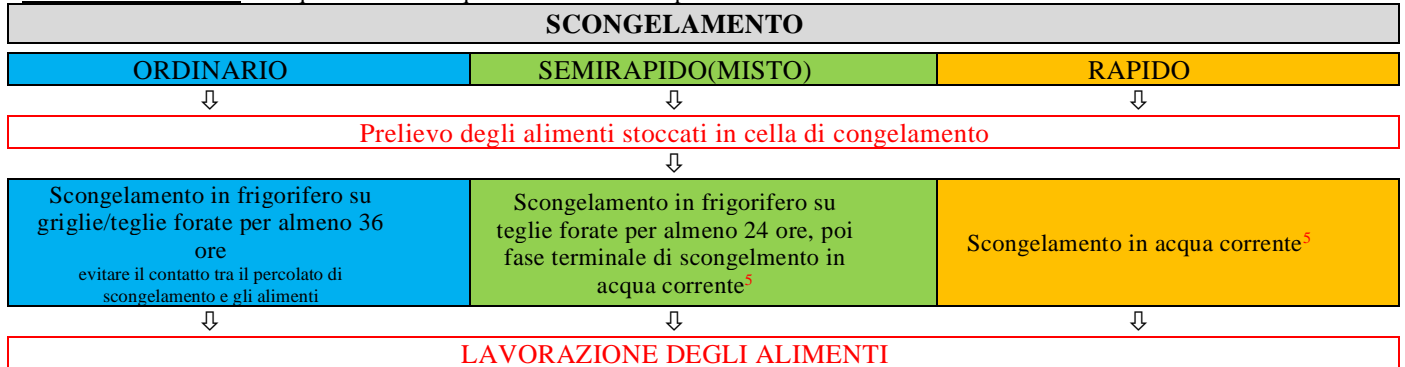 SCONGELAMENTO
ORDINARIO SEMIRAPIDO(MISTO) RAPIDO
⇩ ⇩ ⇩
Prelievo degli alimenti stoccati in cella di congelamento
⇩
Scongelamento in frigorifero su
griglie/teglie forate per almeno 36
ore
evitare il contatto tra il percolato di
scongelamento e gli alimenti
Scongelamento in frigorifero su
teglie forate per almeno 24 ore, poi
fase terminale di scongelmento in
acqua corrente5
Scongelamento in acqua corrente5
⇩ ⇩ ⇩
LAVORAZIONE DEGLI ALIMENTI